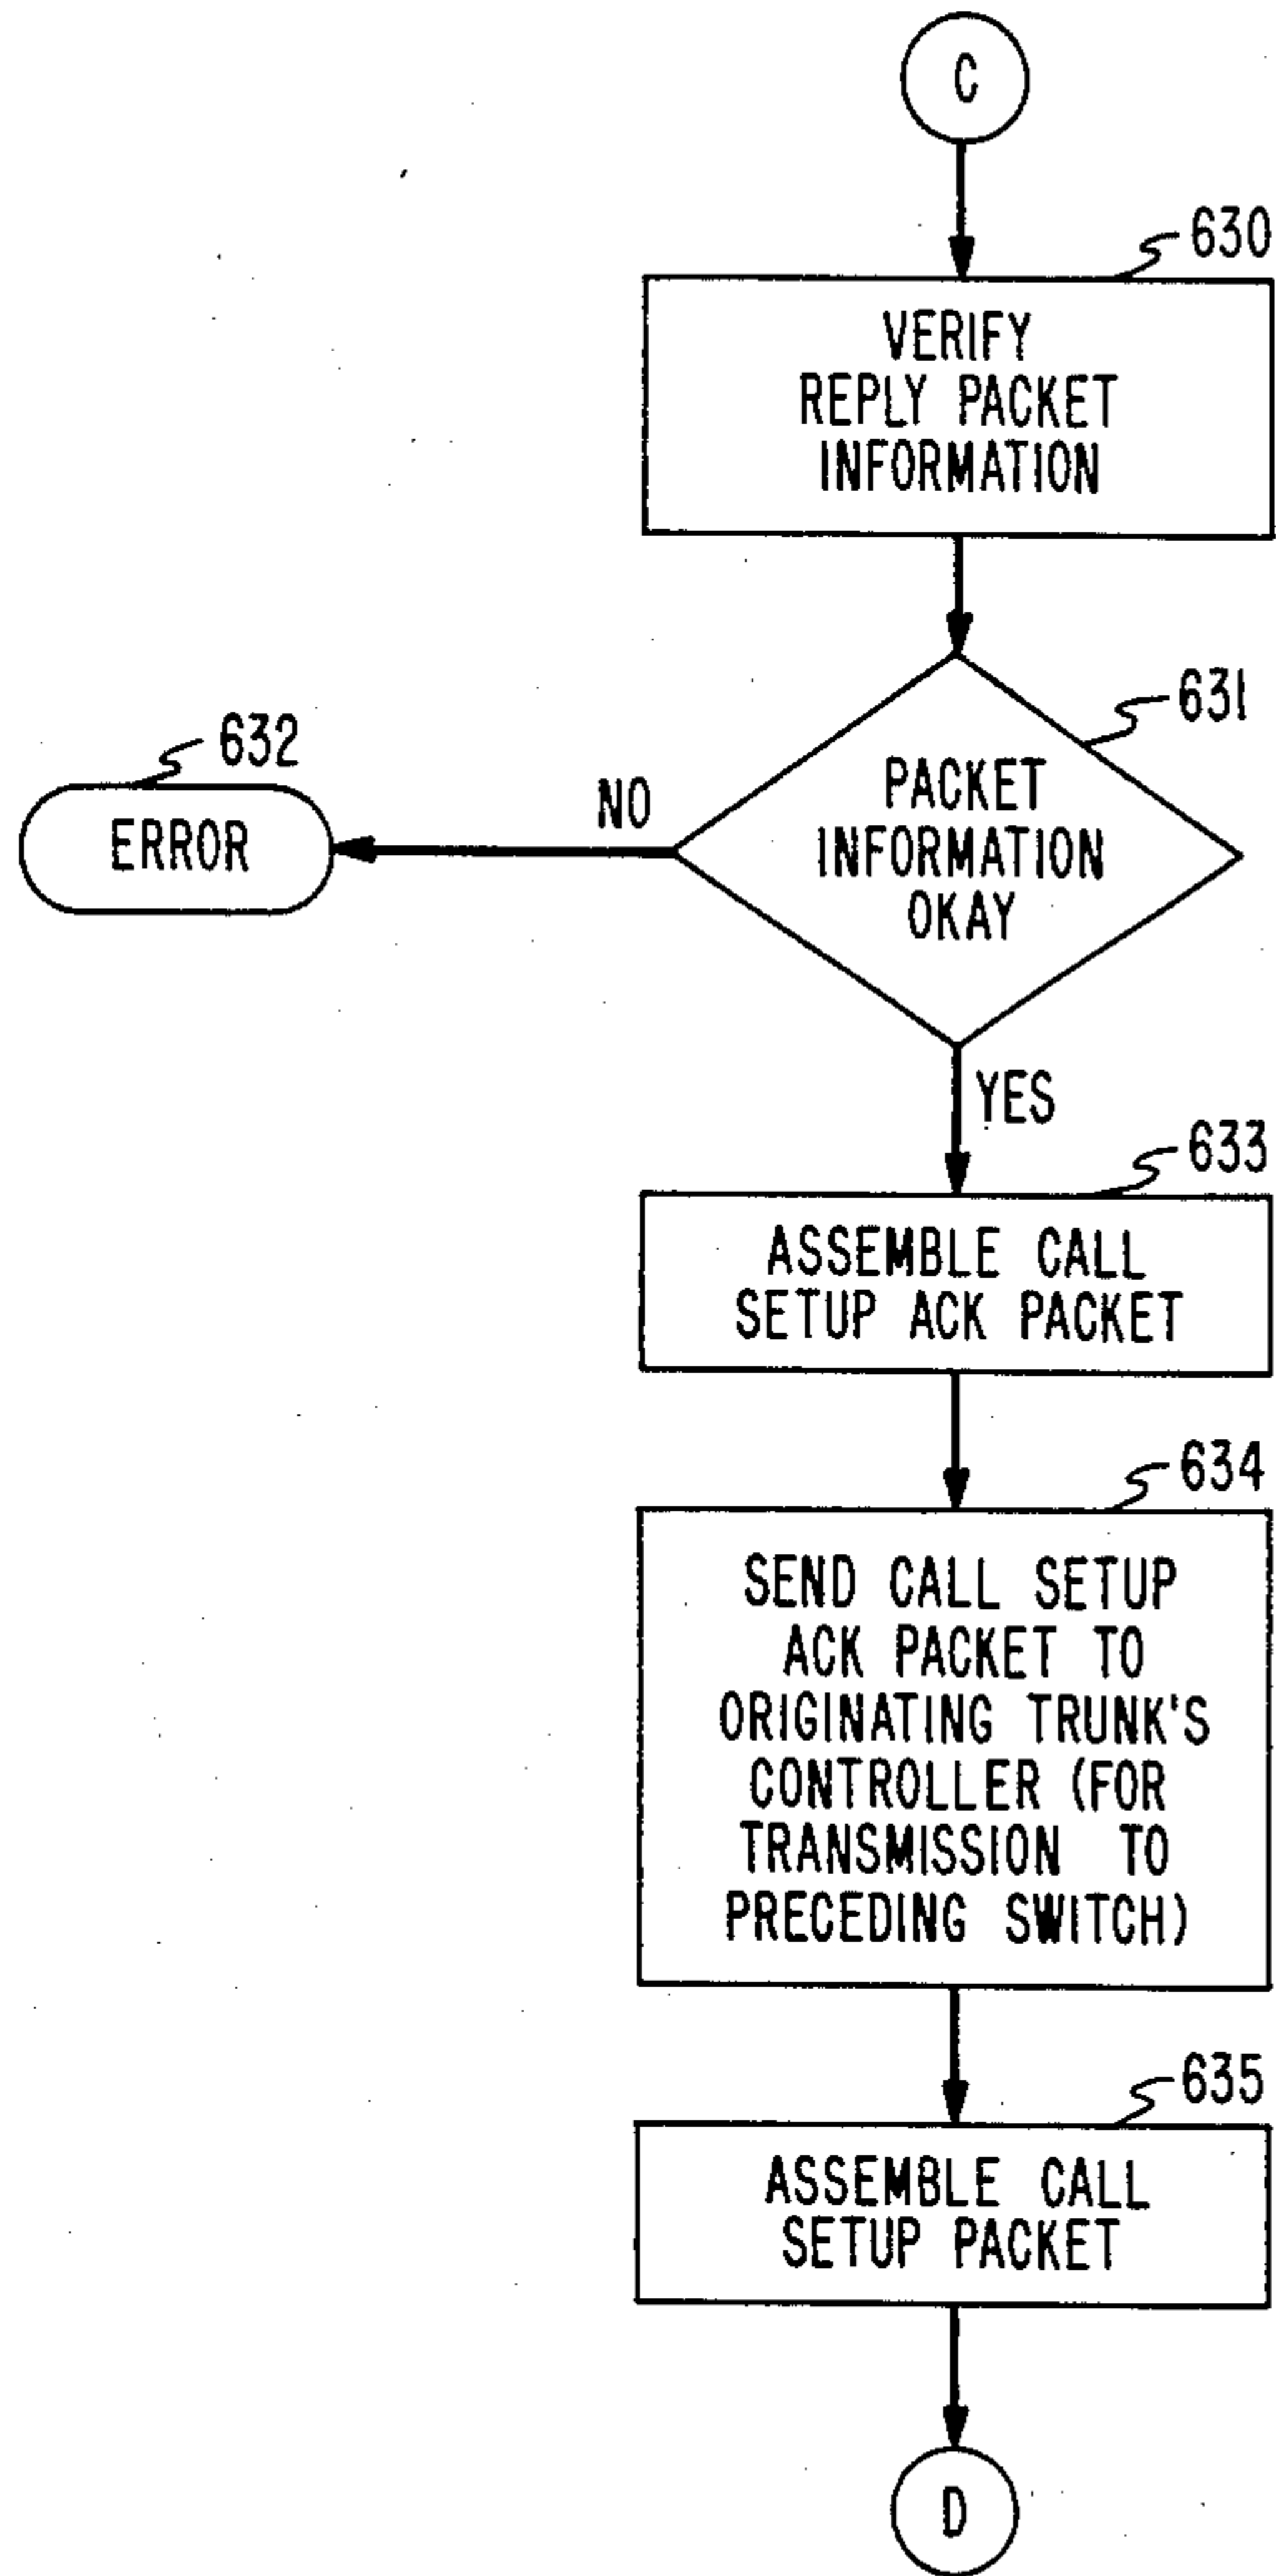 C
630
VERIFY
REPLY PACKET
INFORMATION
631
PACKET
INFORMATION
OKAY
NO
632
ERROR
YES
633
ASSEMBLE CALL
SETUP ACK PACKET
634
SEND CALL SETUP
ACK PACKET TO
ORIGINATING TRUNK'S
CONTROLLER (FOR
TRANSMISSION TO
PRECEDING SWITCH)
635
ASSEMBLE CALL
SETUP PACKET
D